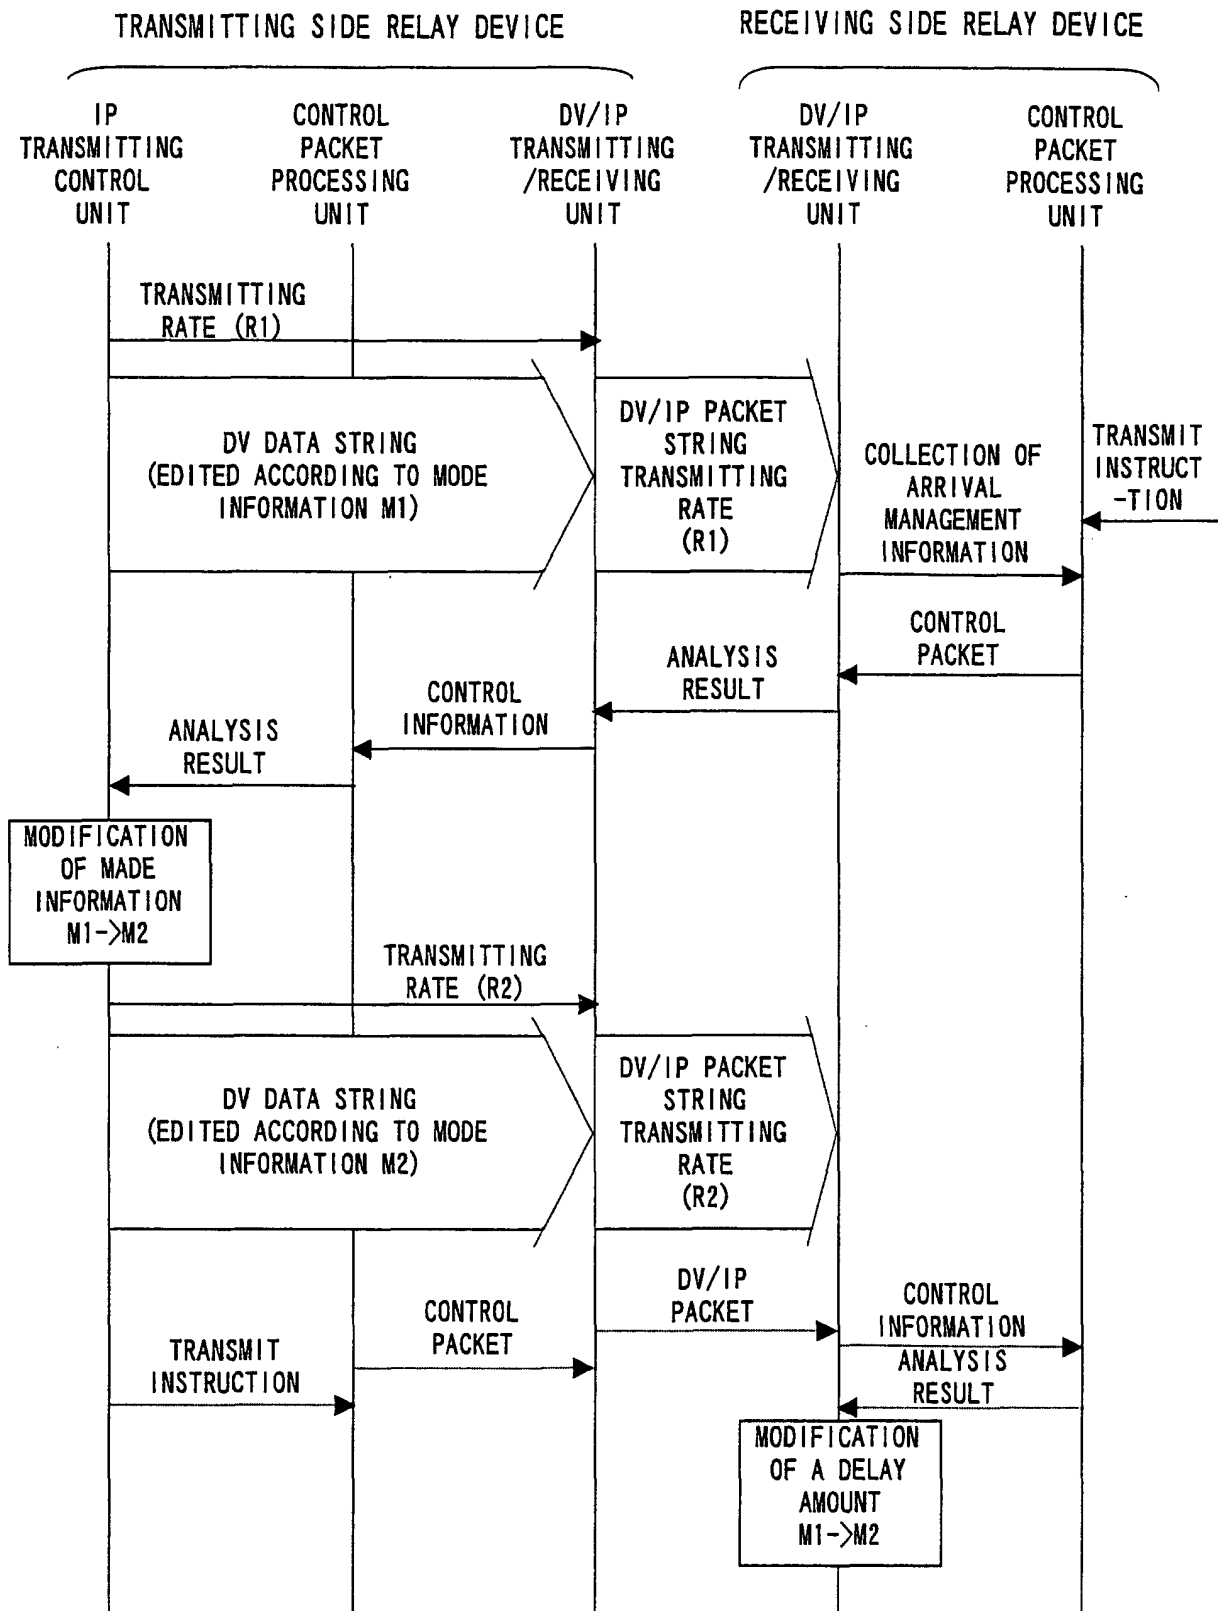 TRANSMITTING SIDE RELAY DEVICE
RECEIVING SIDE RELAY DEVICE
IP
TRANSMITTING
CONTROL
UNIT
CONTROL
PACKET
PROCESSING
UNIT
DV/IP
TRANSMITTING
/RECEIVING
UNIT
DV/IP
TRANSMITTING
/RECEIVING
UNIT
CONTROL
PACKET
PROCESSING
UNIT
TRANSMITTING
RATE (R1)
DV DATA STRING
(EDITED ACCORDING TO MODE
INFORMATION M1)
DV/IP PACKET
STRING
TRANSMITTING
RATE
(R1)
COLLECTION OF
ARRIVAL
MANAGEMENT
INFORMATION
TRANSMIT
INSTRUCT
-TION
CONTROL
PACKET
ANALYSIS
RESULT
CONTROL
INFORMATION
ANALYSIS
RESULT
MODIFICATION
OF MADE
INFORMATION
M1->M2
TRANSMITTING
RATE (R2)
DV DATA STRING
(EDITED ACCORDING TO MODE
INFORMATION M2)
DV/IP PACKET
STRING
TRANSMITTING
RATE
(R2)
DV/IP
PACKET
CONTROL
INFORMATION
CONTROL
PACKET
TRANSMIT
INSTRUCTION
ANALYSIS
RESULT
MODIFICATION
OF A DELAY
AMOUNT
M1->M2